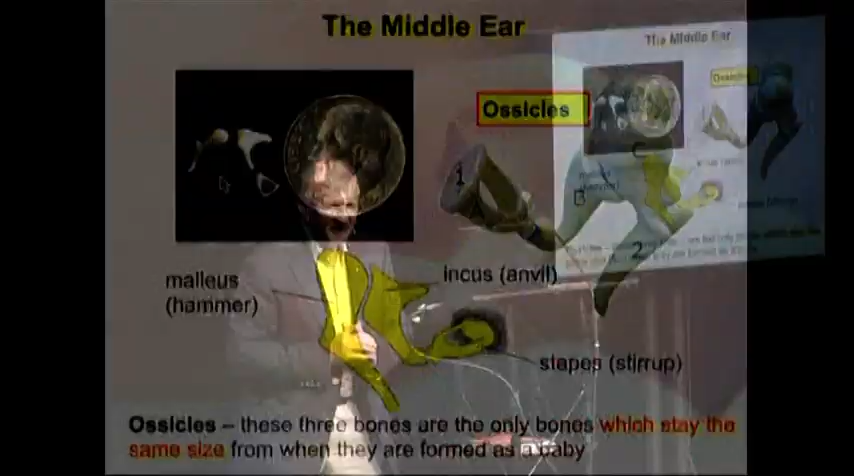 The Middle Ear
The Middle Ear
Ossicles
Ossicles
1
C
B
2
malleus
(hammer)
incus (anvil)
stapes (stirrup)
Ossicles – these three bones are the only bones which stay the
same size from when they are formed as a baby